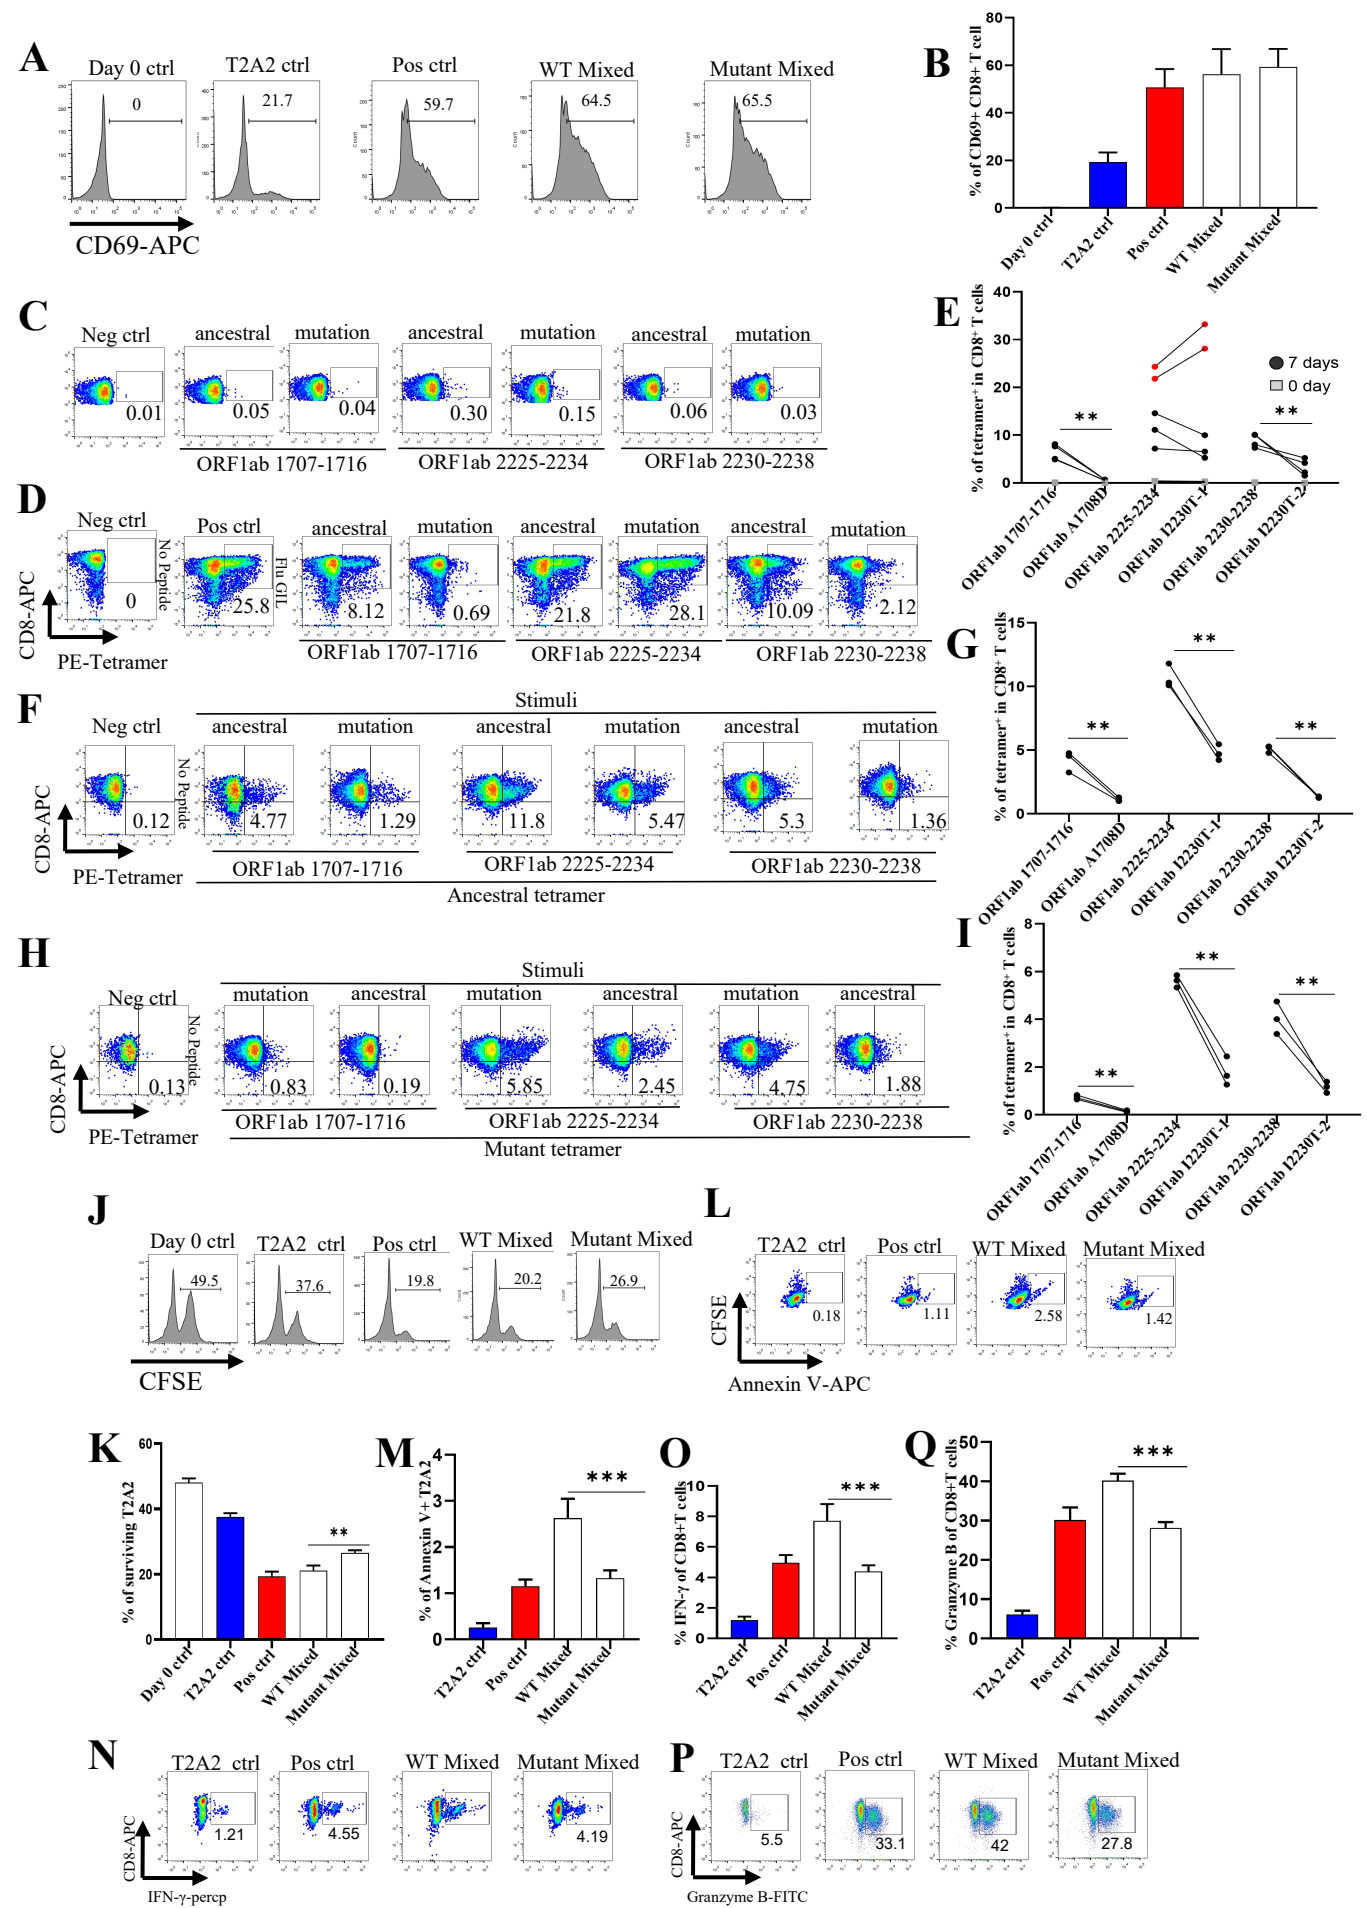 A
Day 0 ctrl
T2A2 ctrl
Pos ctrl
WT Mixed
Mutant Mixed
0
21.7
59.7
64.5
65.5
Count
Count
Count
CD69-APC
B
% of CD69+ CD8+ T cell
80
60
40
20
0
Day 0 ctrl
T2A2 ctrl
Pos ctrl
WT Mixed
Mutant Mixed
C
Neg ctrl
ancestral
mutation
ancestral
mutation
ancestral
mutation
0.01
0.05
0.04
0.30
0.15
0.06
0.03
ORF1ab 1707-1716
ORF1ab 2225-2234
ORF1ab 2230-2238
D
Neg ctrl
Pos ctrl
ancestral
mutation
ancestral
mutation
ancestral
mutation
No Peptide
Flu GIL
0
25.8
8.12
0.69
21.8
28.1
10.09
2.12
CD8-APC
PE-Tetramer
ORF1ab 1707-1716
ORF1ab 2225-2234
ORF1ab 2230-2238
E
% of tetramer⁺ in CD8⁺ T cells
40
30
20
10
0
7 days
0 day
**
**
ORF1ab 1707-1716
ORF1ab A1708D
ORF1ab 2225-2234
ORF1ab I2230T-1
ORF1ab 2230-2238
ORF1ab I2230T-2
F
Stimuli
Neg ctrl
ancestral
mutation
ancestral
mutation
ancestral
mutation
No Peptide
0.12
4.77
1.29
11.8
5.47
5.3
1.36
CD8-APC
PE-Tetramer
ORF1ab 1707-1716
ORF1ab 2225-2234
ORF1ab 2230-2238
Ancestral tetramer
G
% of tetramer⁺ in CD8⁺ T cells
15
10
5
0
**
**
**
ORF1ab 1707-1716
ORF1ab A1708D
ORF1ab 2225-2234
ORF1ab I2230T-1
ORF1ab 2230-2238
ORF1ab I2230T-2
H
Stimuli
Neg ctrl
mutation
ancestral
mutation
ancestral
mutation
ancestral
No Peptide
0.13
0.83
0.19
5.85
2.45
4.75
1.88
CD8-APC
PE-Tetramer
ORF1ab 1707-1716
ORF1ab 2225-2234
ORF1ab 2230-2238
Mutant tetramer
I
% of tetramer⁺ in CD8⁺ T cells
8
6
4
2
0
**
**
**
ORF1ab 1707-1716
ORF1ab A1708D
ORF1ab 2225-2234
ORF1ab I2230T-1
ORF1ab 2230-2238
ORF1ab I2230T-2
J
Day 0 ctrl
T2A2 ctrl
Pos ctrl
WT Mixed
Mutant Mixed
49.5
37.6
19.8
20.2
26.9
CFSE
L
T2A2 ctrl
Pos ctrl
WT Mixed
Mutant Mixed
0.18
1.11
2.58
1.42
CFSE
Annexin V-APC
K
% of surviving T2A2
60
40
20
0
**
Day 0 ctrl
T2A2 ctrl
Pos ctrl
WT Mixed
Mutant Mixed
M
% of Annexin V+ T2A2
4
3
2
1
0
***
T2A2 ctrl
Pos ctrl
WT Mixed
Mutant Mixed
O
% IFN-γ of CD8+T cells
10
8
6
4
2
0
***
T2A2 ctrl
Pos ctrl
WT Mixed
Mutant Mixed
Q
% Granzyme B of CD8+T cells
50
40
30
20
10
0
***
T2A2 ctrl
Pos ctrl
WT Mixed
Mutant Mixed
N
T2A2 ctrl
Pos ctrl
WT Mixed
Mutant Mixed
1.21
4.55
4.19
CD8-APC
IFN-γ-percp
P
T2A2 ctrl
Pos ctrl
WT Mixed
Mutant Mixed
5.5
33.1
42
27.8
CD8-APC
Granzyme B-FITC